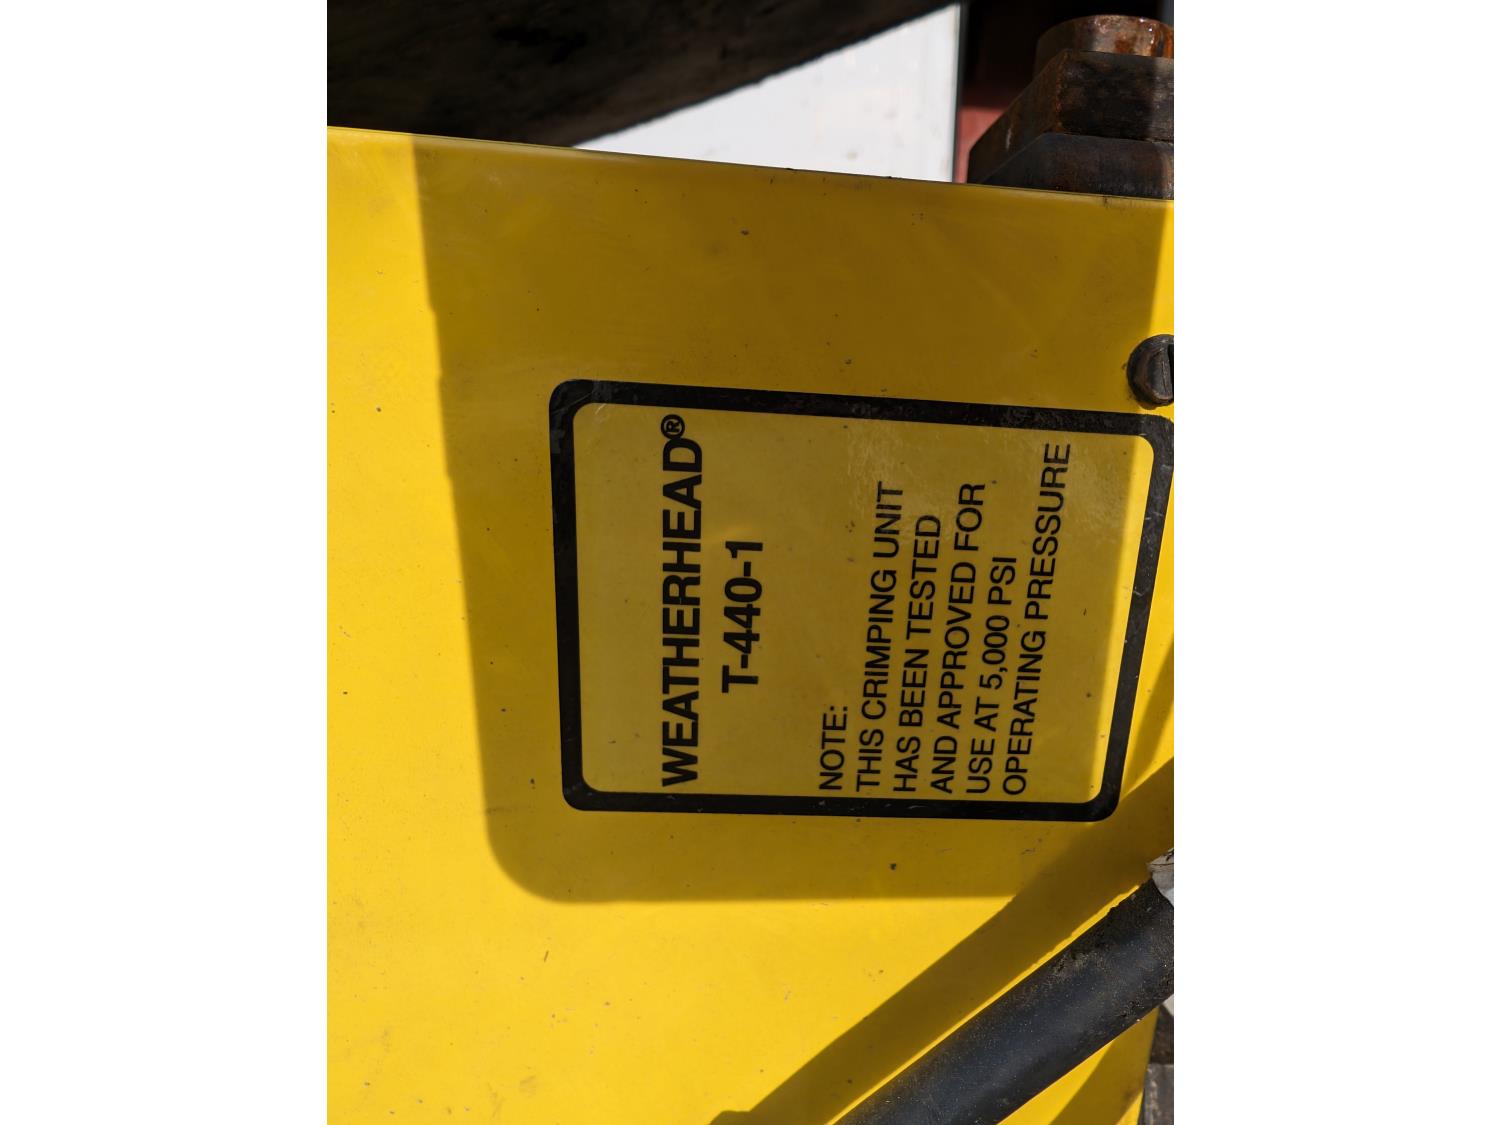 WEATHERHEAD®
T-440-1
NOTE:
THIS CRIMPING UNIT
HAS BEEN TESTED
AND APPROVED FOR
USE AT 5,000 PSI
OPERATING PRESSURE